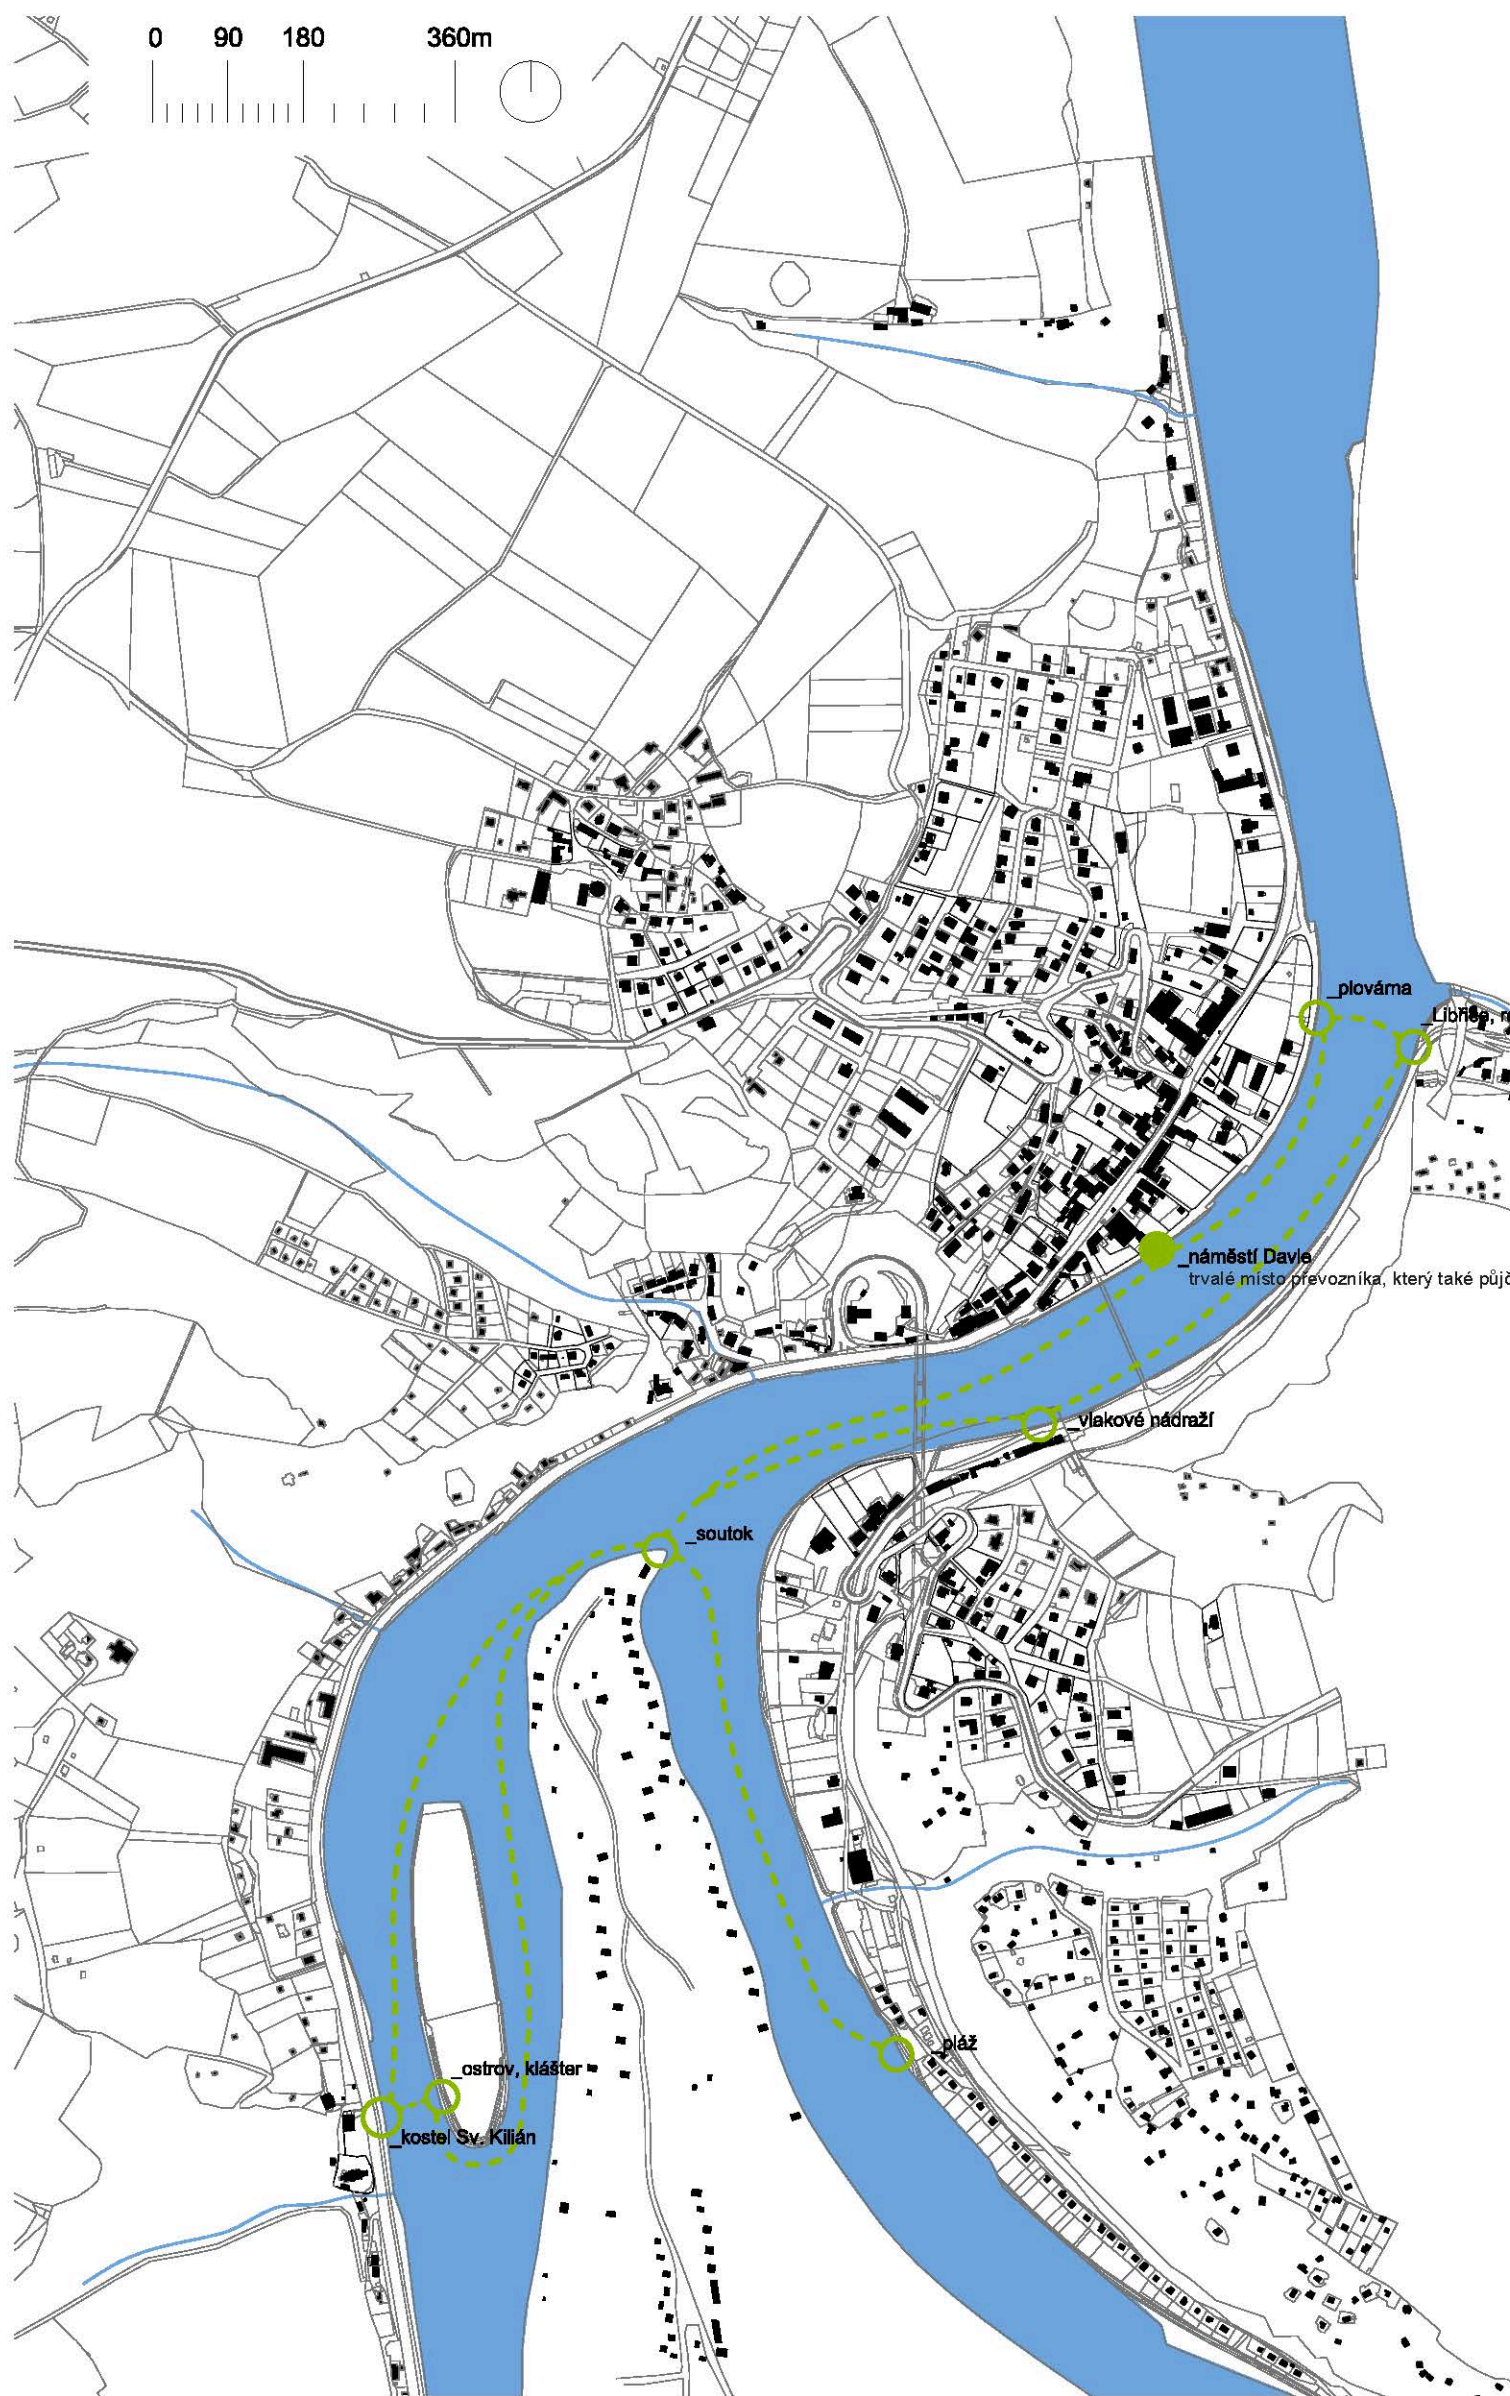 0 90 180 360m
_plovárna
_Libřice, r
_náměstí Davle
trvalé místo převozníka, který také půjč
_vlakové nádraží
_soutok
_pláž
_ostrov, klášter
_kostel Sv. Kilián